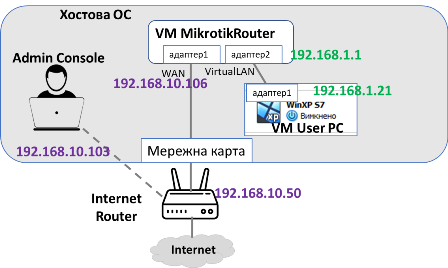 Хостова ОС
VM MikrotikRouter
адаптер1
адаптер2
192.168.1.1
Admin Console
WAN
VirtualLAN
192.168.10.106
адаптер1
192.168.1.21
WinXP S7
Вимкнено
VM User PC
192.168.10.103
Мережна карта
Internet
Router
192.168.10.50
Internet